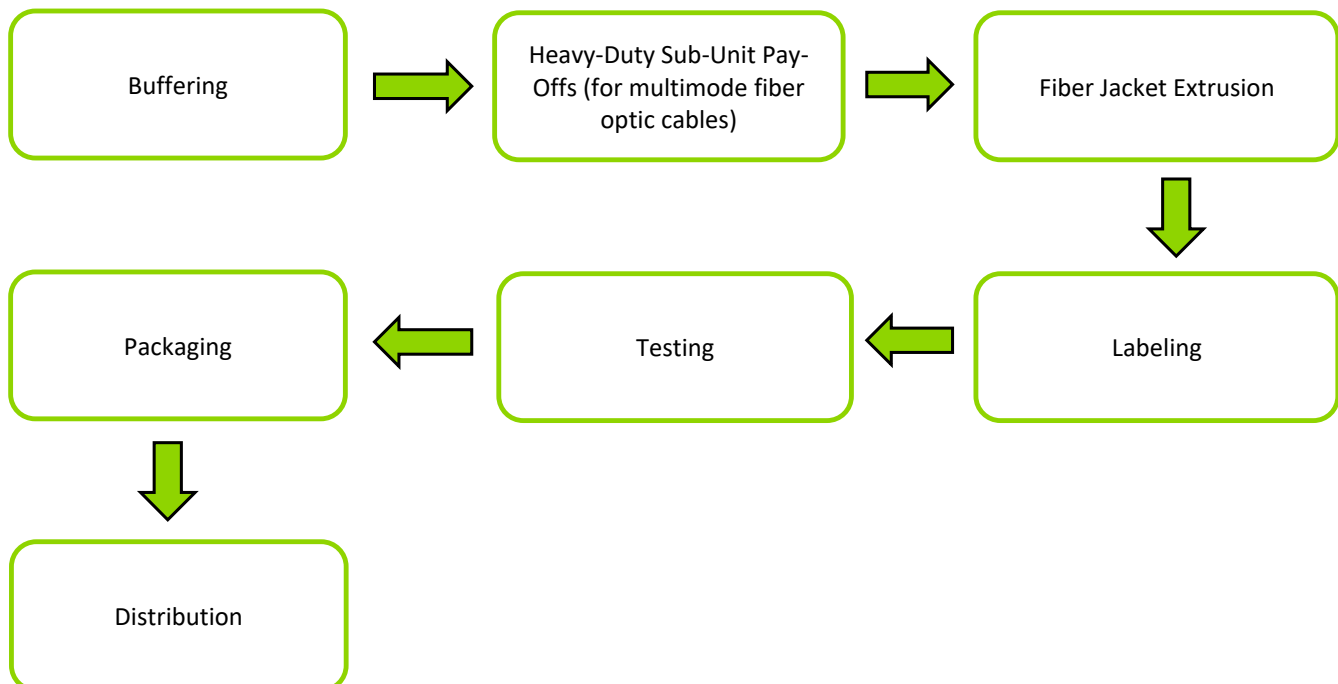 Buffering
Heavy-Duty Sub-Unit Pay-
Offs (for multimode fiber
optic cables)
Fiber Jacket Extrusion
Labeling
Testing
Packaging
Distribution